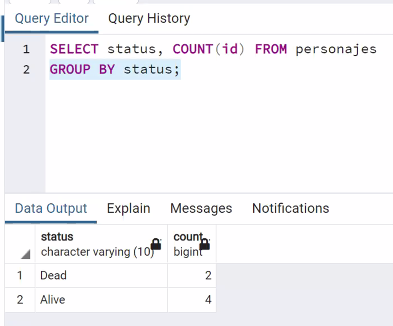 Query Editor Query History
1 SELECT status, COUNT(id) FROM personajes
2 GROUP BY status;
Data Output Explain Messages Notifications
status count
character varying (10) bigint
1 Dead 2
2 Alive 4